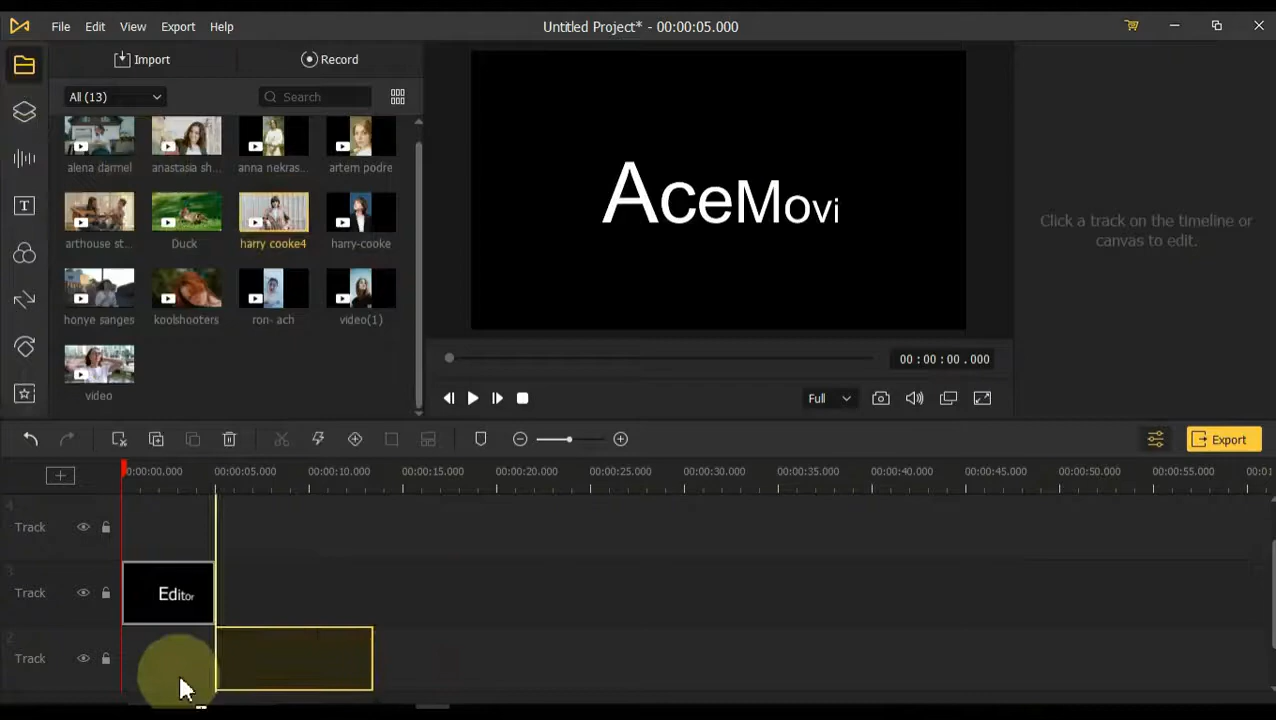 File Edit View Export Help
Untitled Project* - 00:00:05.000
Import
Record
All (13)
Search
alena darmel
anastasia sh...
anna nekras...
artem podre
arthouse st...
Duck
harry cooke4
harry-cooke
honye sanges
koolshooters
ron- ach
video(1)
video
AceMovi
Click a track on the timeline or
canvas to edit.
00:00:00.000
Full
Export
0:00:00.000 00:00:05.000 00:00:10.000 00:00:15.000 00:00:20.000 00:00:25.000 00:00:30.000 00:00:35.000 00:00:40.000 00:00:45.000 00:00:50.000 00:00:55.000 00:01
4
Track
3
Track
Editor
2
Track